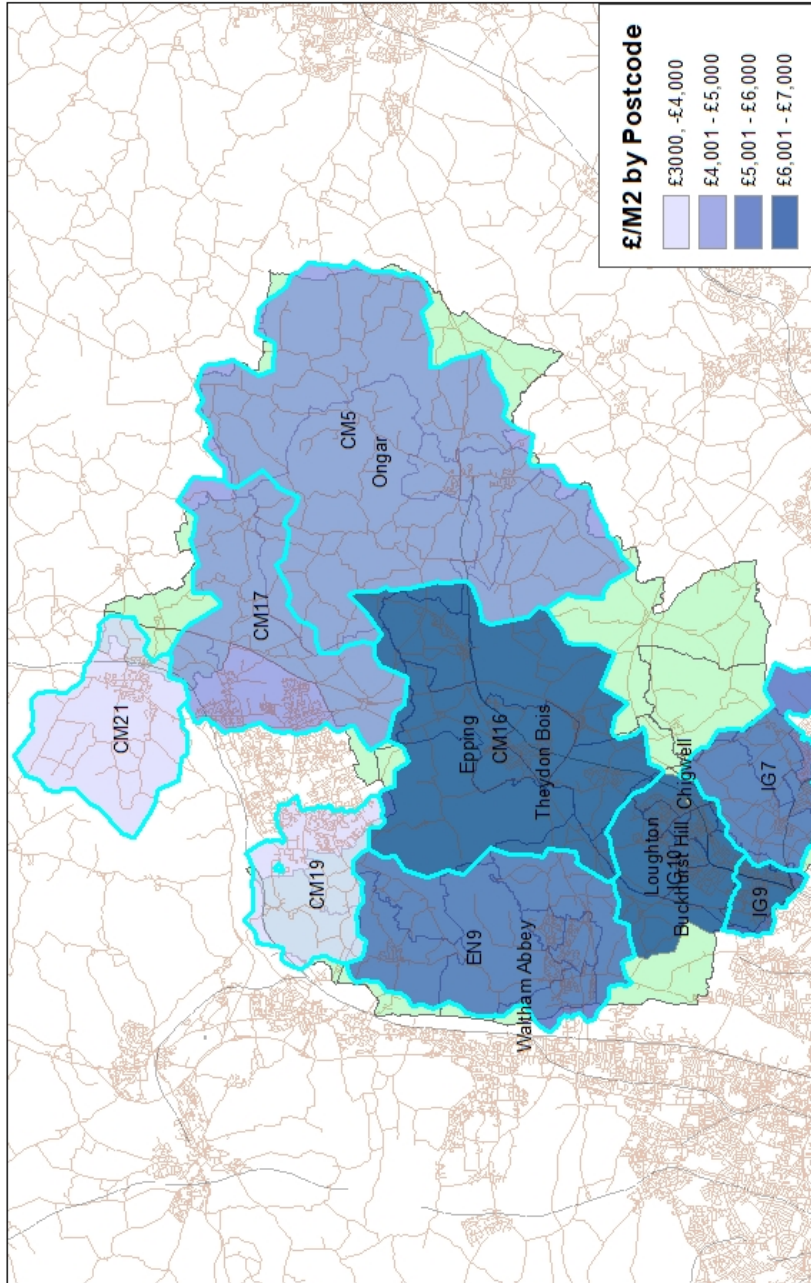 CM21
CM17
CM5
Ongar
CM19
Epping
CM16
Theydon Bois
EN9
Waltham Abbey
Loughton
IG10
Buckhurst Hill
Chigwell
IG9
IG7
£/M2 by Postcode
£3000, -£4,000
£4,001 - £5,000
£5,001 - £6,000
£6,001 - £7,000